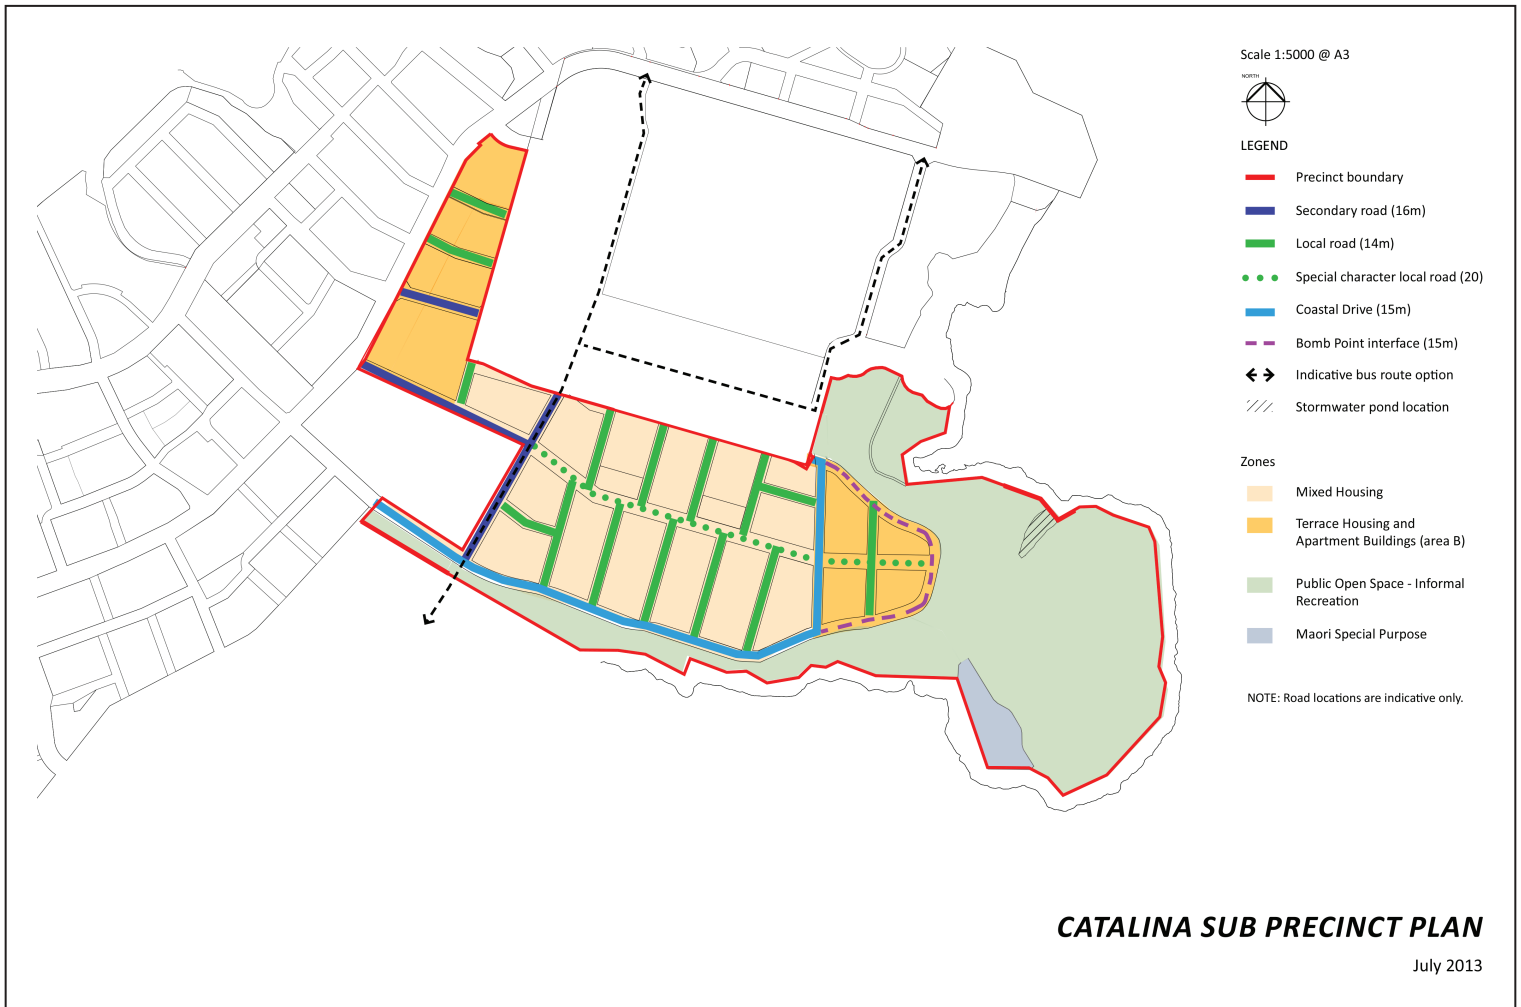 Scale 1:5000 @ A3
NORTH
LEGEND
Precinct boundary
Secondary road (16m)
Local road (14m)
Special character local road (20)
Coastal Drive (15m)
Bomb Point interface (15m)
Indicative bus route option
Stormwater pond location
Zones
Mixed Housing
Terrace Housing and
Apartment Buildings (area B)
Public Open Space - Informal
Recreation
Maori Special Purpose
NOTE: Road locations are indicative only.
CATALINA SUB PRECINCT PLAN
July 2013